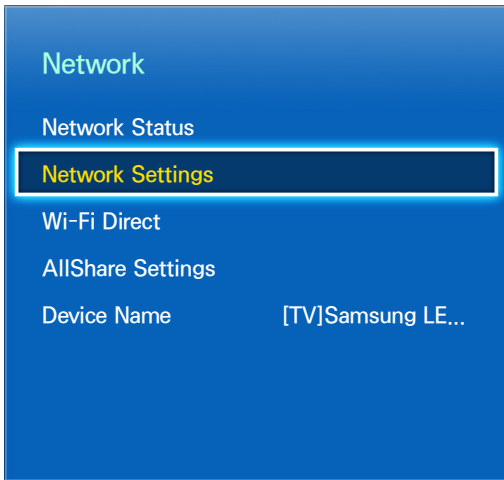 Network
Network Status
Network Settings
Wi-Fi Direct
AllShare Settings
Device Name [TV]Samsung LE...